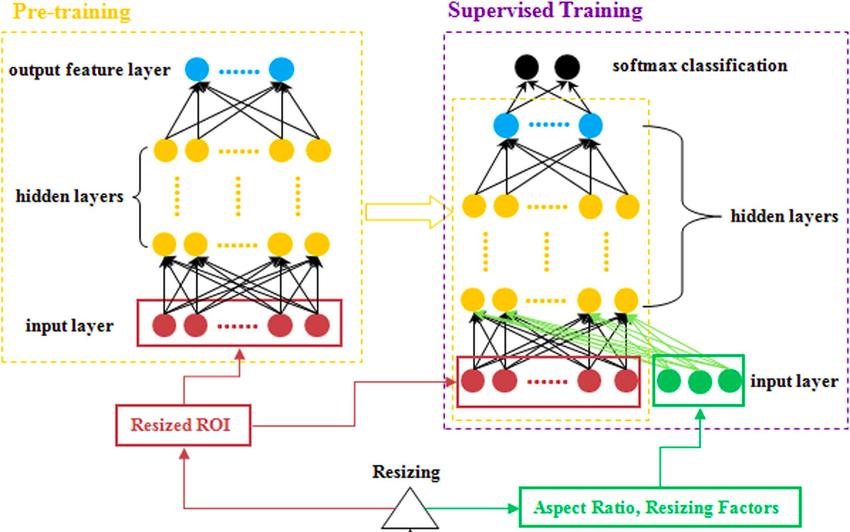 Pre-training
Supervised Training
output feature layer
softmax classification
hidden layers
hidden layers
input layer
input layer
Resized ROI
Resizing
Aspect Ratio, Resizing Factors